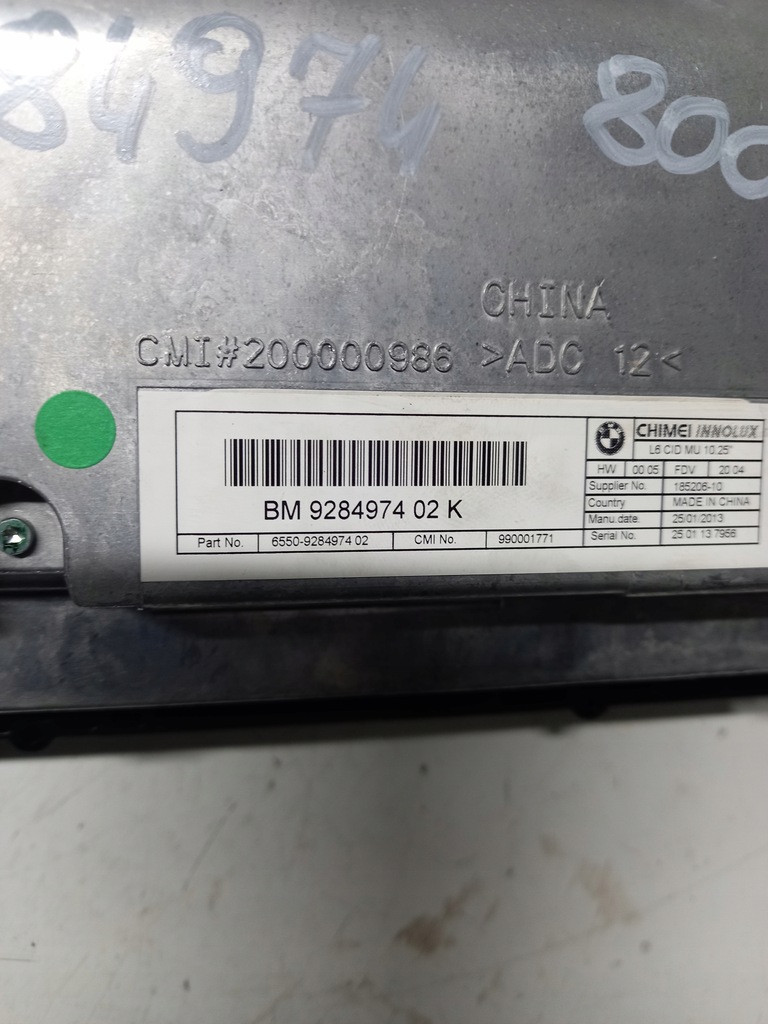 84974 800
CHINA
CMI#200000986 >ADC 12<
BM 9284974 02 K
Part No. 6550-9284974 02 CMI No. 990001771
CHIMEI INNOLUX
L6 CID MU 10.25"
HW 00 05 FDV 20 04
Supplier No. 185206-10
Country MADE IN CHINA
Manu.date: 25/01/2013
Serial No. 25 01 13 7956